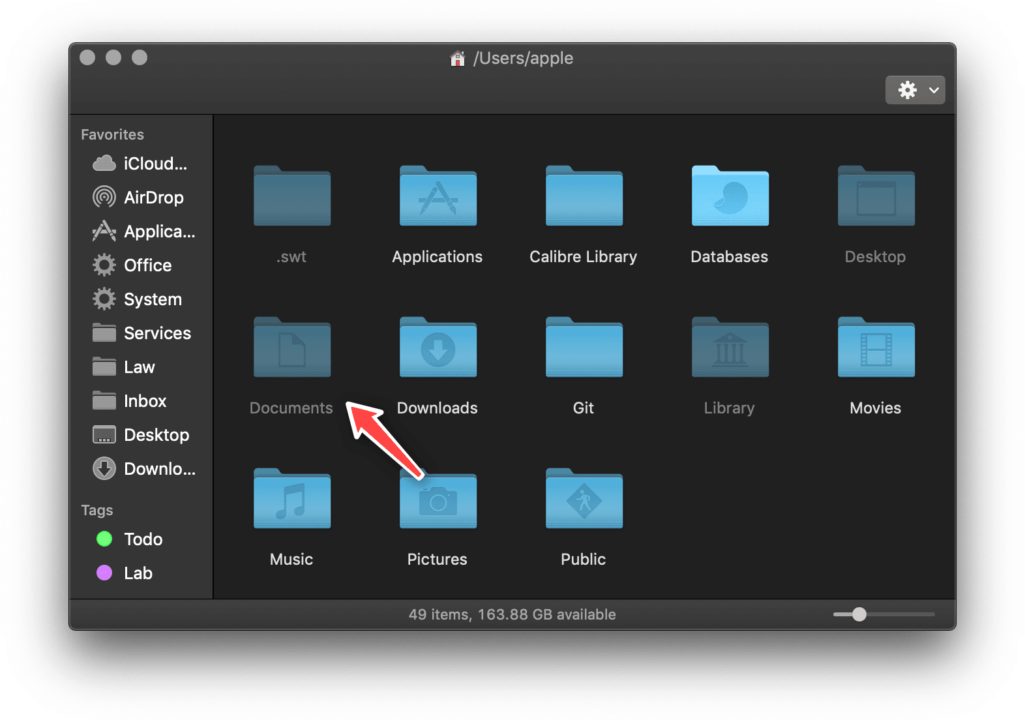 /Users/apple
Favorites
iCloud...
AirDrop
Applica...
Office
System
Services
Law
Inbox
Desktop
Downlo...
Tags
Todo
Lab
.swt
Applications
Calibre Library
Databases
Desktop
Documents
Downloads
Git
Library
Movies
Music
Pictures
Public
49 items, 163.88 GB available